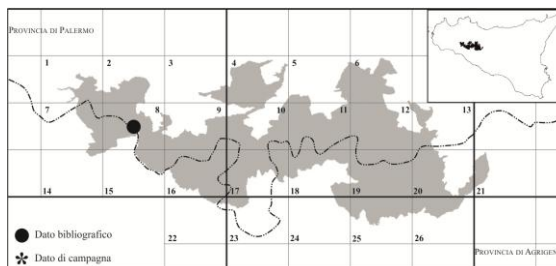 PROVINCIA DI PALERMO
1 2 3 4 5 6
7 8 9 10 11 12 13
14 15 16 17 18 19 20 21
Dato bibliografico
22 23 24 25 26
Dato di campagna
PROVINCIA DI AGRIGEN